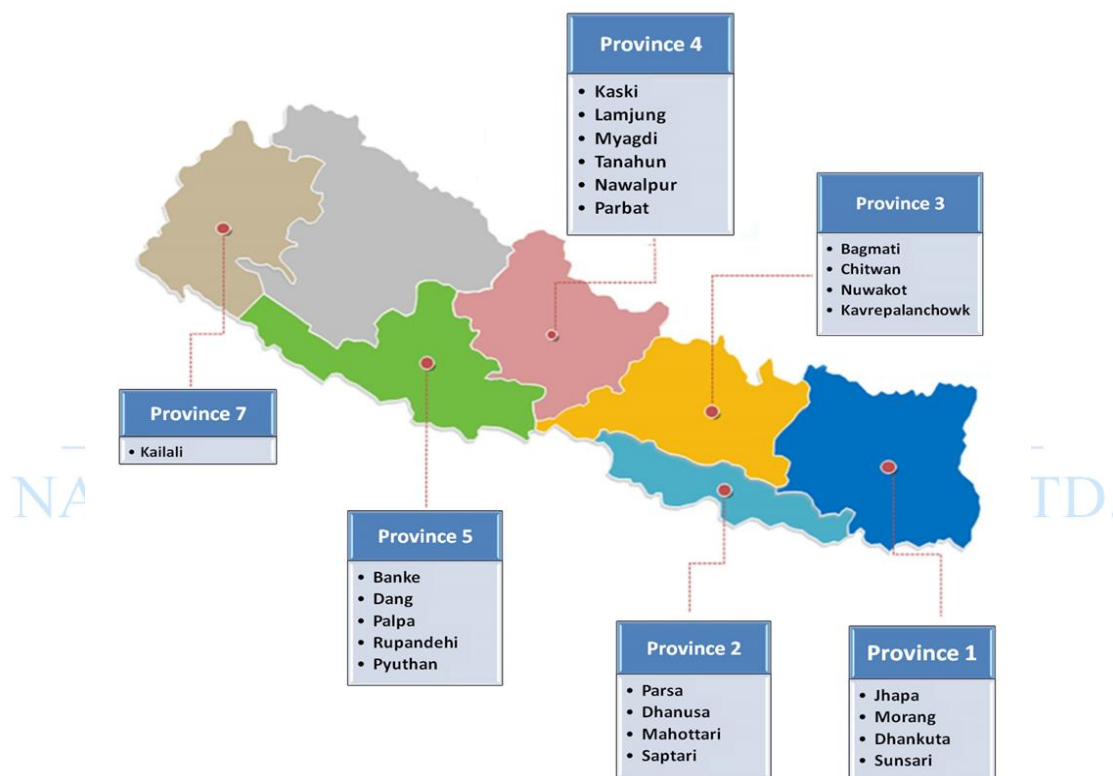 Province 4
• Kaski
• Lamjung
• Myagdi
• Tanahun
• Nawalpur
• Parbat
Province 3
• Bagmati
• Chitwan
• Nuwakot
• Kavrepalanchowk
Province 7
• Kailali
Province 5
• Banke
• Dang
• Palpa
• Rupandehi
• Pyuthan
Province 2
• Parsa
• Dhanusa
• Mahottari
• Saptari
Province 1
• Jhapa
• Morang
• Dhankuta
• Sunsari